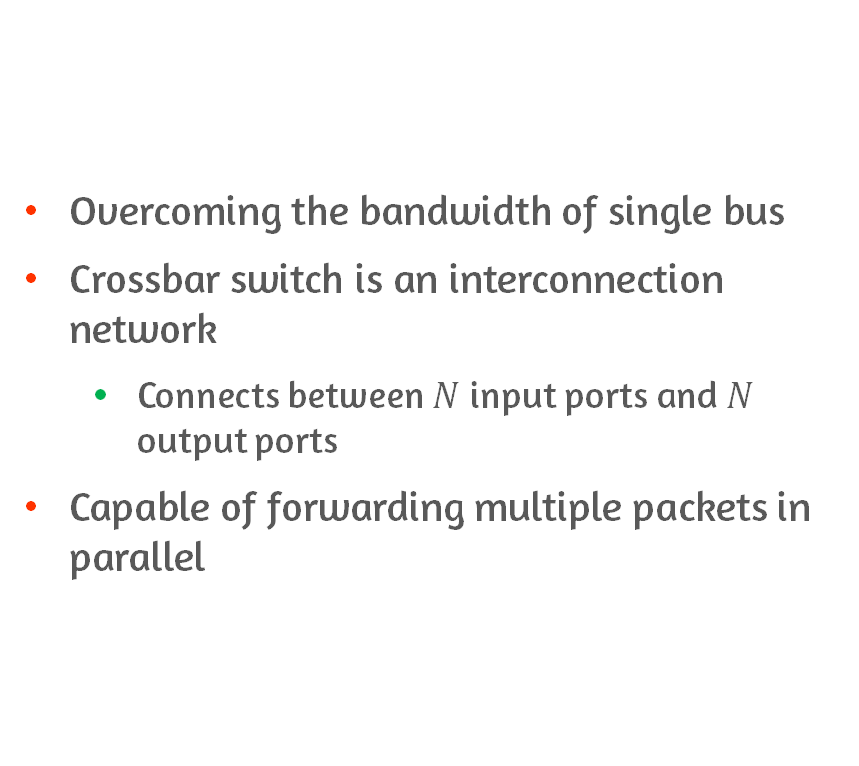 • Overcoming the bandwidth of single bus
• Crossbar switch is an interconnection
network
• Connects between N input ports and N
output ports
• Capable of forwarding multiple packets in
parallel